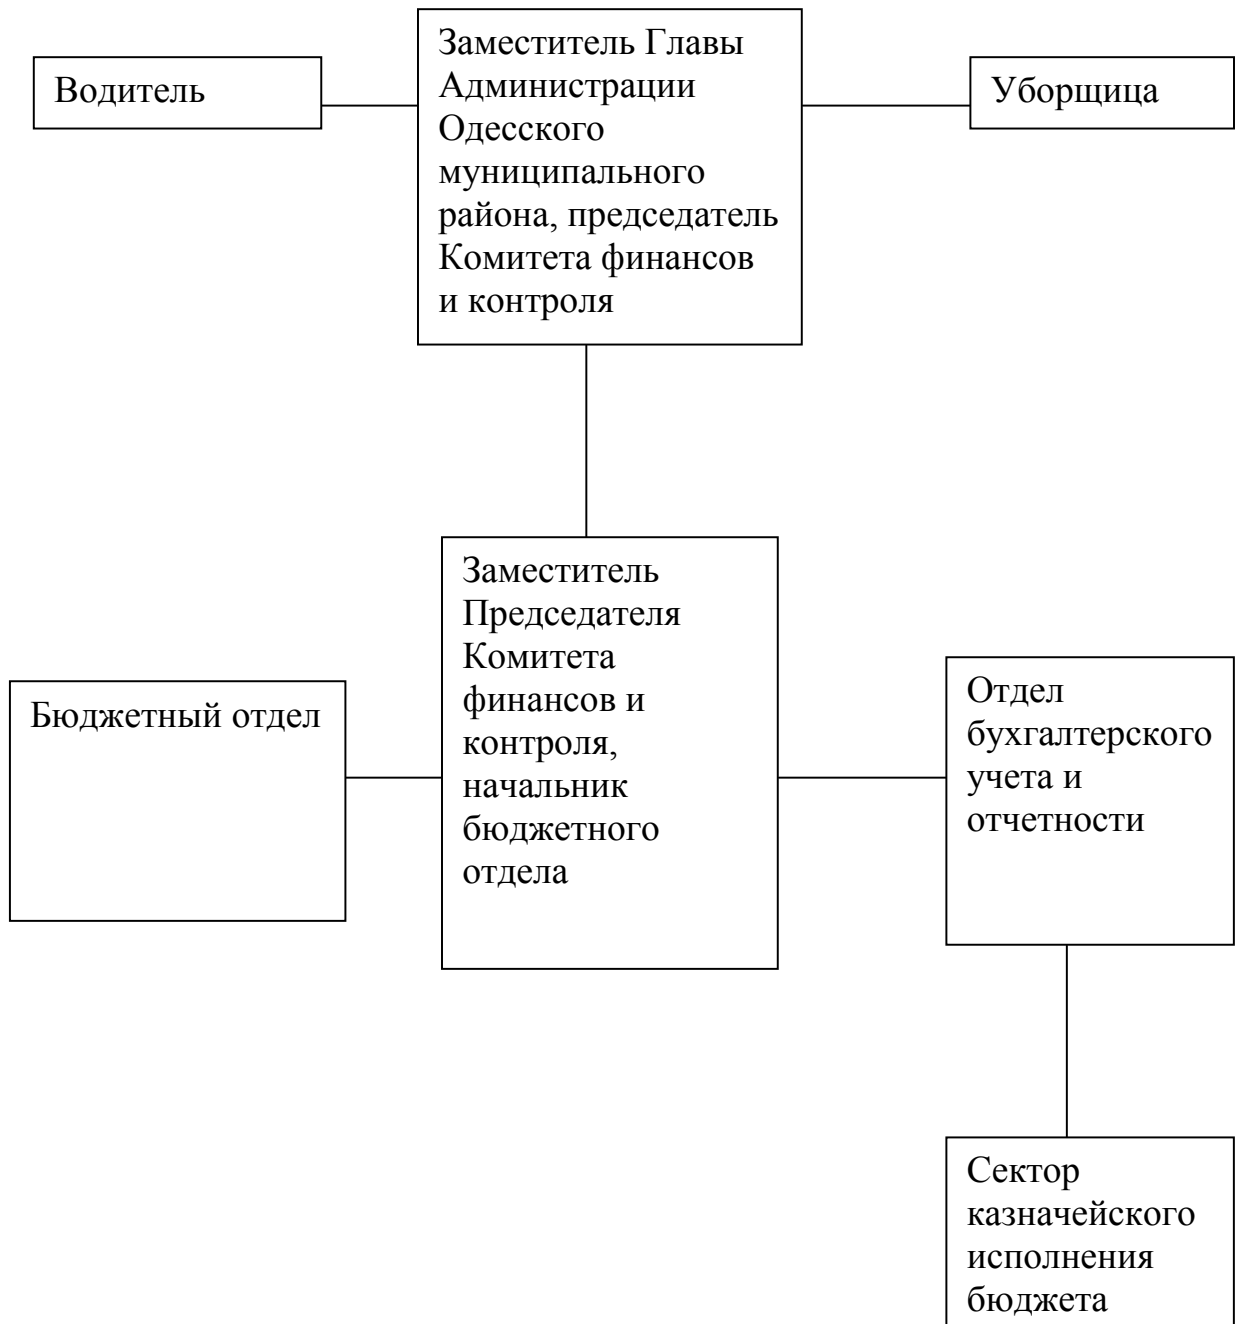 Водитель
Заместитель Главы
Администрации
Одесского
муниципального
района, председатель
Комитета финансов
и контроля
Уборщица
Заместитель
Председателя
Комитета
финансов и
контроля,
начальник
бюджетного
отдела
Бюджетный отдел
Отдел
бухгалтерского
учета и
отчетности
Сектор
казначейского
исполнения
бюджета